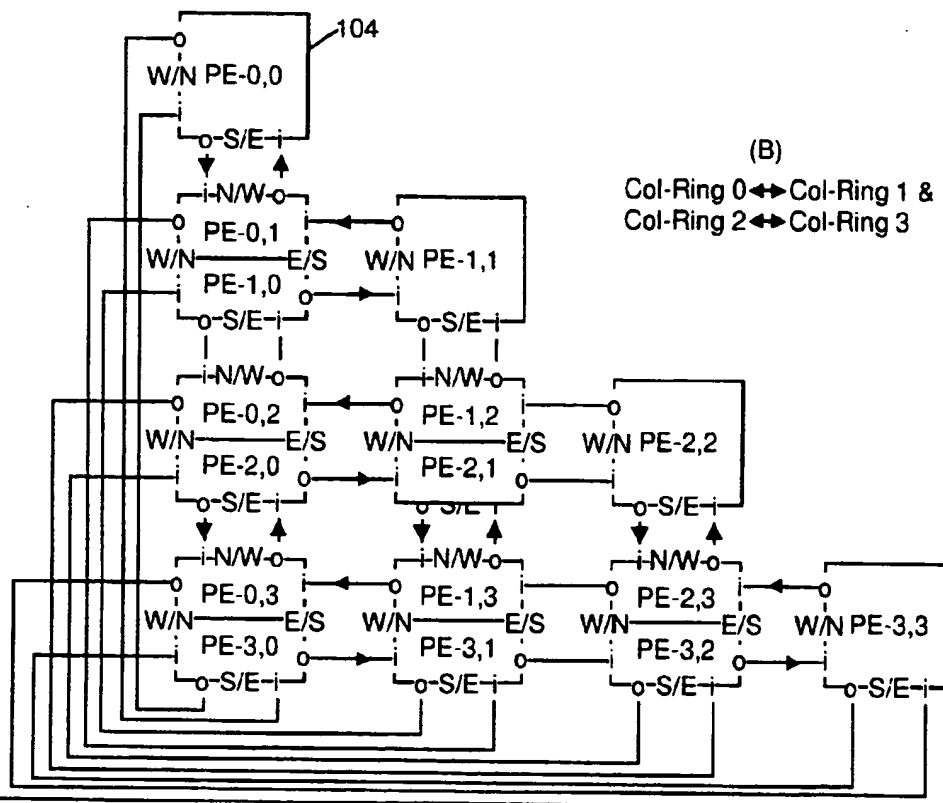 104
o
W/N PE-0,0
i
o-S/E-i
(B)
Col-Ring 0↔Col-Ring 1 &
Col-Ring 2↔Col-Ring 3
i-N/W-o
o PE-0,1 i o
W/N E/S W/N PE-1,1
i PE-1,0 o i
o-S/E-i o-S/E-i
i-N/W-o i-N/W-o
o PE-0,2 i o PE-1,2 i o
W/N E/S W/N E/S W/N PE-2,2
i PE-2,0 o i PE-2,1 o i
o-S/E-i o-S/E-i o-S/E-i
i-N/W-o i-N/W-o i-N/W-o
o PE-0,3 i o PE-1,3 i o PE-2,3 i o
W/N E/S W/N E/S W/N E/S W/N PE-3,3
i PE-3,0 o i PE-3,1 o i PE-3,2 o i
o-S/E-i o-S/E-i o-S/E-i o-S/E-i